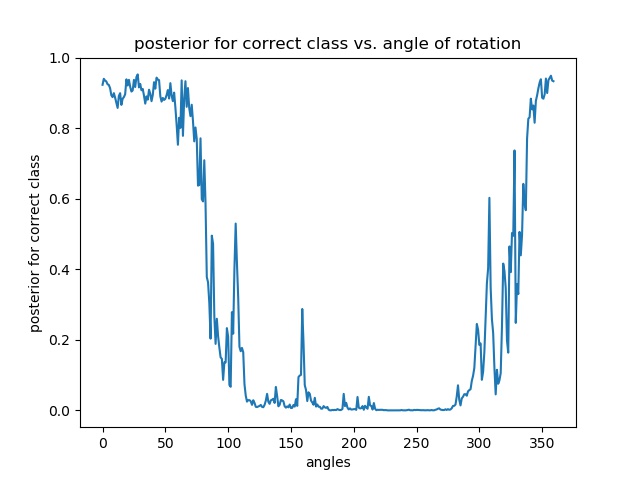 posterior for correct class vs. angle of rotation
1.0
0.8
0.6
0.4
0.2
0.0
posterior for correct class
0 50 100 150 200 250 300 350
angles